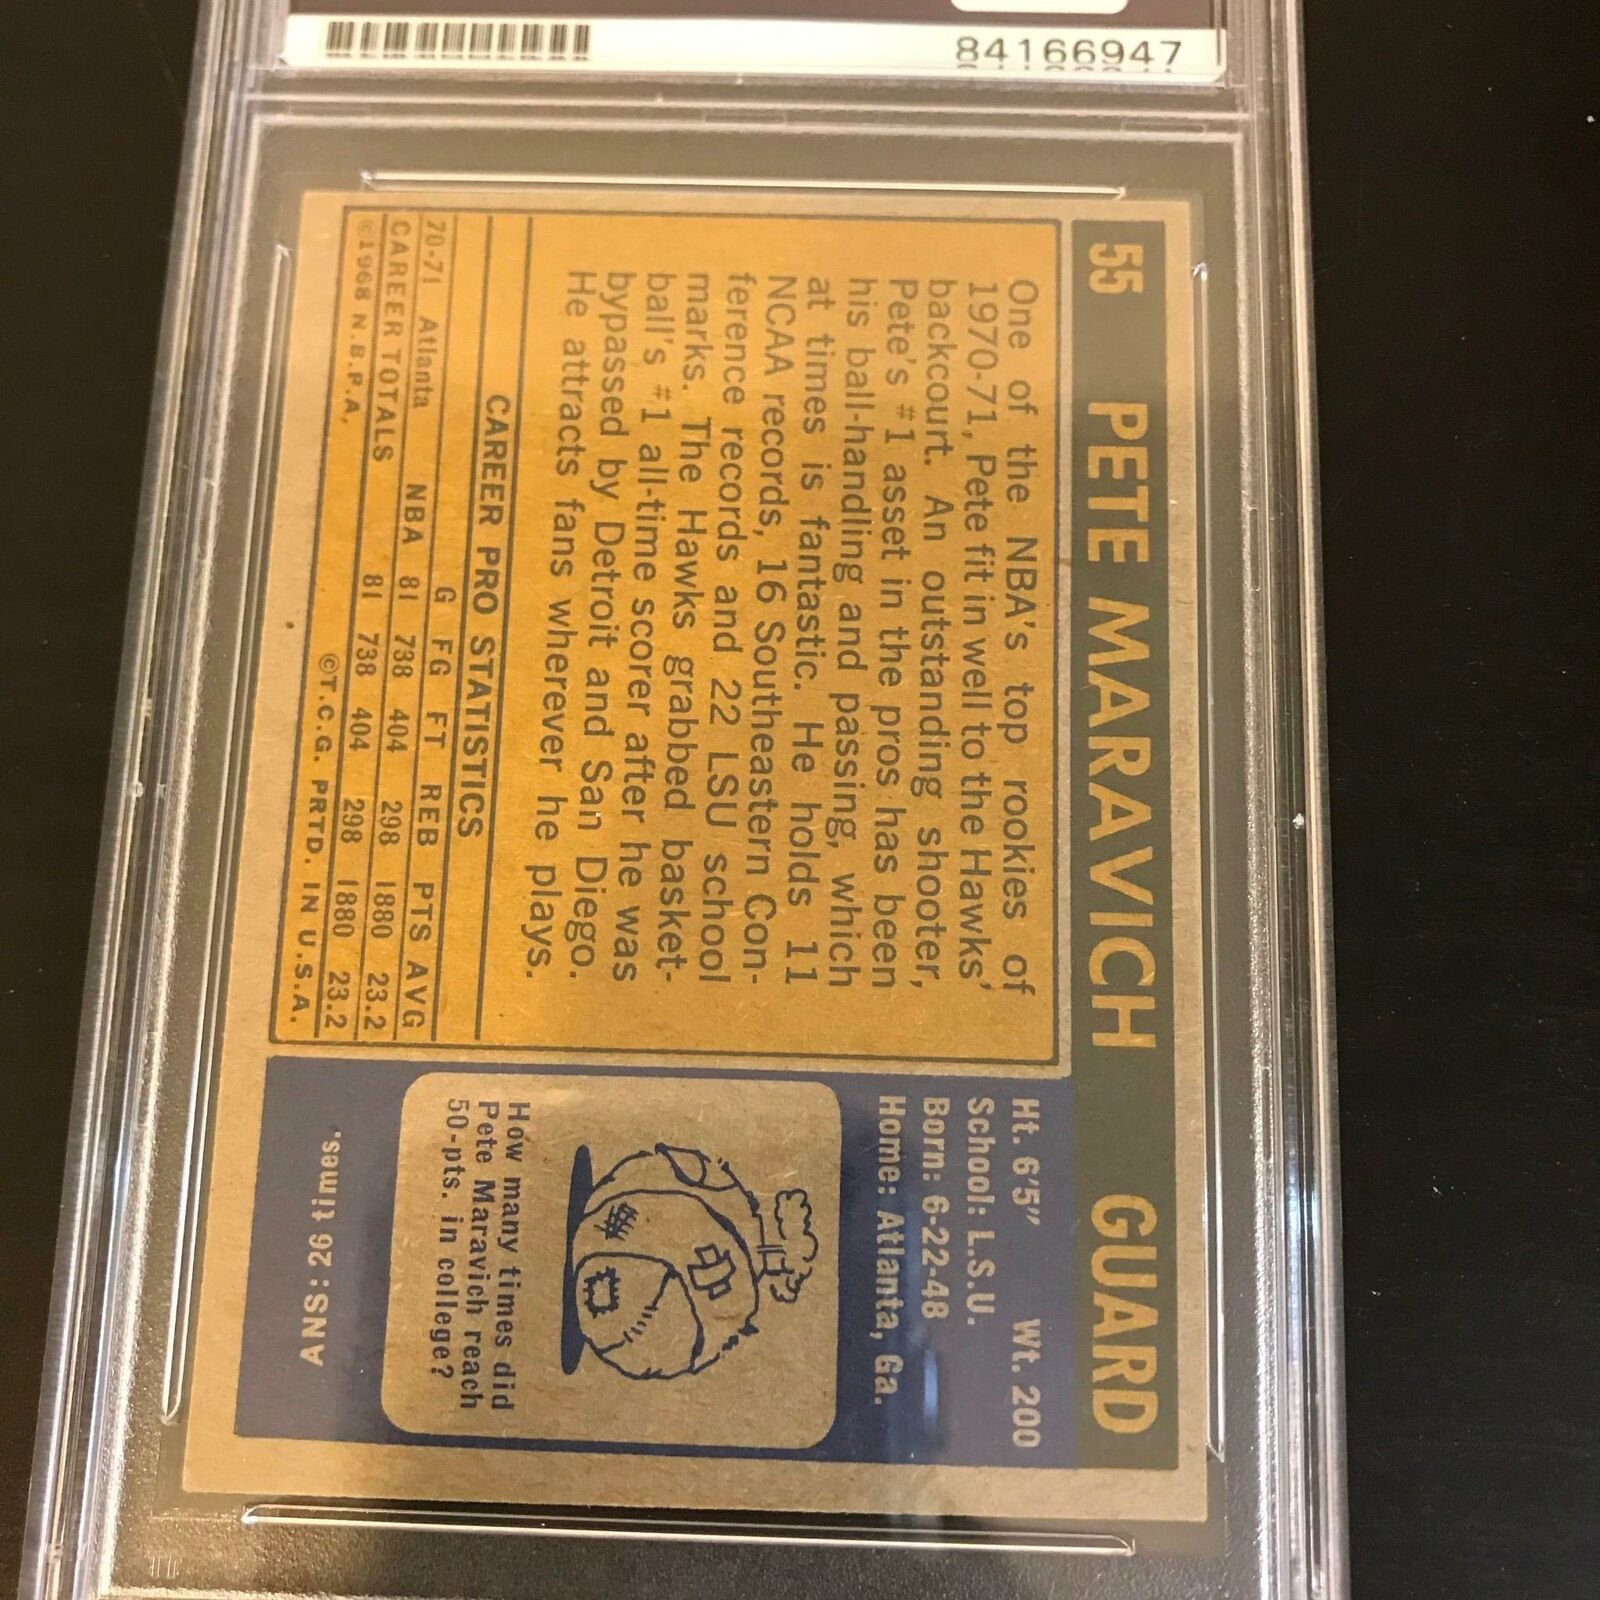 84166947
55 PETE MARAVICH GUARD
One of the NBA's top rookies of
1970-71, Pete fit in well to the Hawks'
backcourt. An outstanding shooter,
Pete's #1 asset in the pros has been
his ball-handling and passing, which
at times is fantastic. He holds 11
NCAA records, 16 Southeastern Con-
ference records and 22 LSU school
marks. The Hawks grabbed basket-
ball's #1 all-time scorer after he was
bypassed by Detroit and San Diego.
He attracts fans wherever he plays.
CAREER PRO STATISTICS
G FG FT REB PTS AVG
70-71 Atlanta NBA 81 738 404 298 1880 23.2
CAREER TOTALS 81 738 404 298 1880 23.2
©1968 N.B.P.A. ©T.C.G. PRTD. IN U.S.A.
Ht. 6'5" Wt. 200
School: L.S.U.
Born: 6-22-48
Home: Atlanta, Ga.
How many times did
Pete Maravich reach
50-pts. in college?
ANS: 26 times.